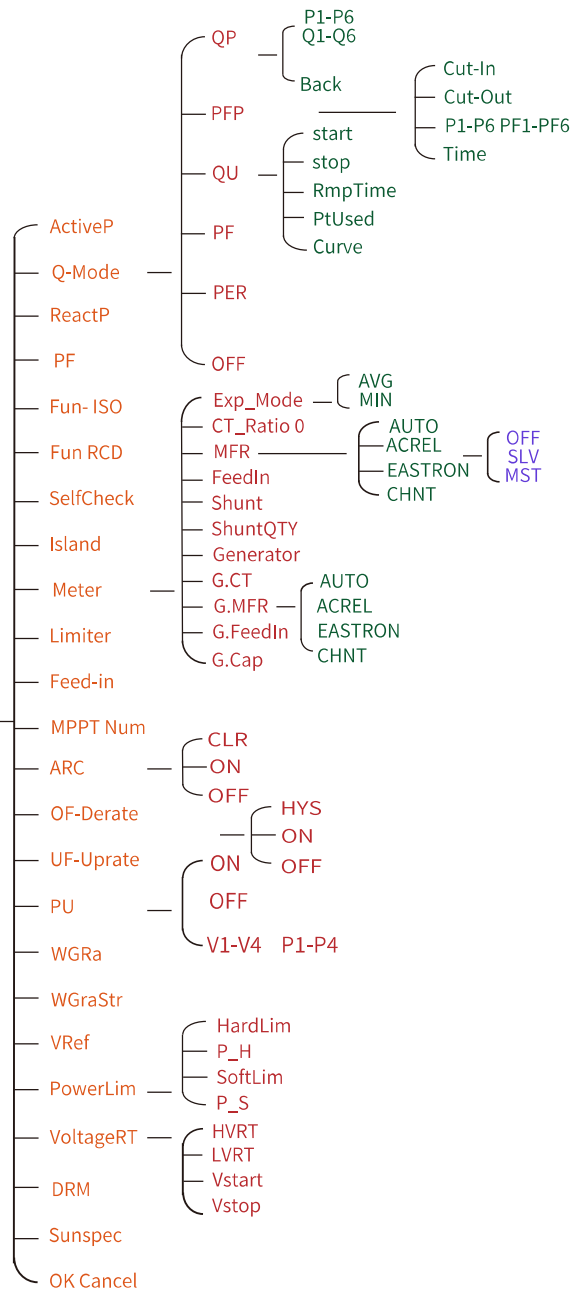 ActiveP
Q-Mode
QP
P1-P6
Q1-Q6
Back
PFP
Cut-In
Cut-Out
P1-P6 PF1-PF6
Time
QU
start
stop
RmpTime
PtUsed
Curve
PF
PER
OFF
ReactP
PF
Fun- ISO
Fun RCD
SelfCheck
Island
Meter
Exp_Mode
AVG
MIN
CT_Ratio 0
MFR
AUTO
ACREL
EASTRON
CHNT
OFF
SLV
MST
FeedIn
Shunt
ShuntQTY
Generator
G.CT
G.MFR
AUTO
ACREL
EASTRON
CHNT
G.FeedIn
G.Cap
Limiter
Feed-in
MPPT Num
ARC
CLR
ON
OFF
OF-Derate
UF-Uprate
HYS
ON
OFF
PU
ON
OFF
V1-V4 P1-P4
WGRa
WGraStr
VRef
PowerLim
HardLim
P_H
SoftLim
P_S
VoltageRT
HVRT
LVRT
Vstart
Vstop
DRM
Sunspec
OK Cancel